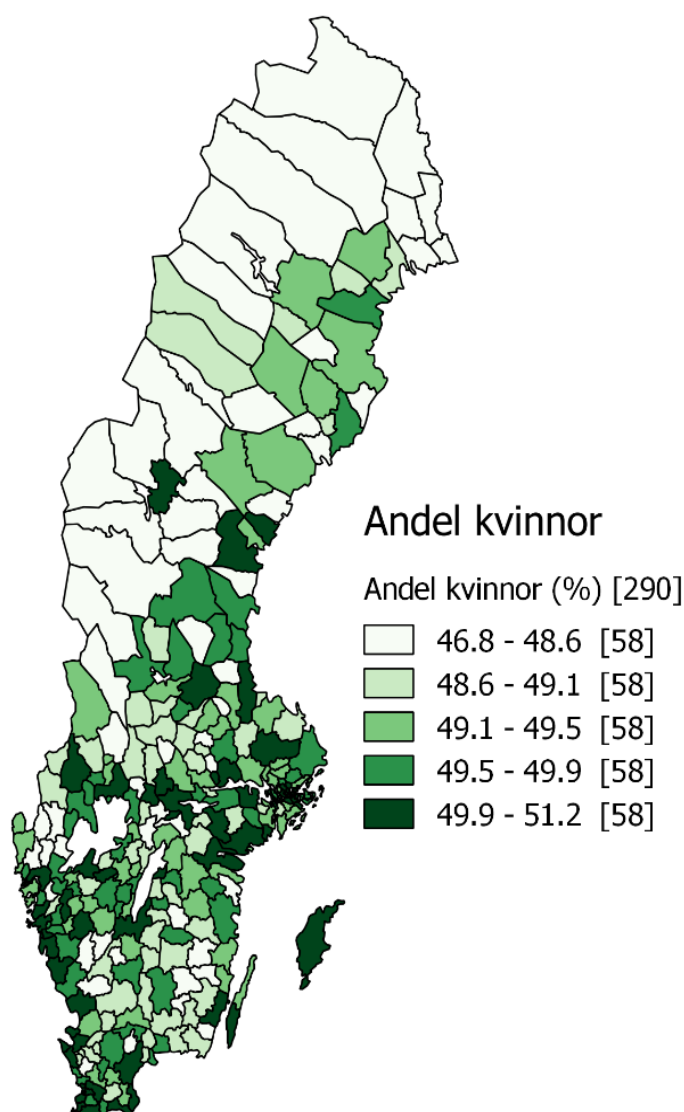 Andel kvinnor
Andel kvinnor (%) [290]
46.8 - 48.6 [58]
48.6 - 49.1 [58]
49.1 - 49.5 [58]
49.5 - 49.9 [58]
49.9 - 51.2 [58]